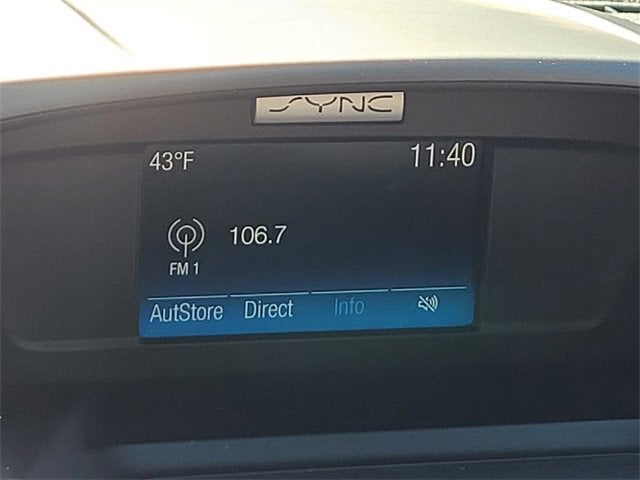 SYNC
43°F 11:40
106.7
FM 1
AutStore Direct Info